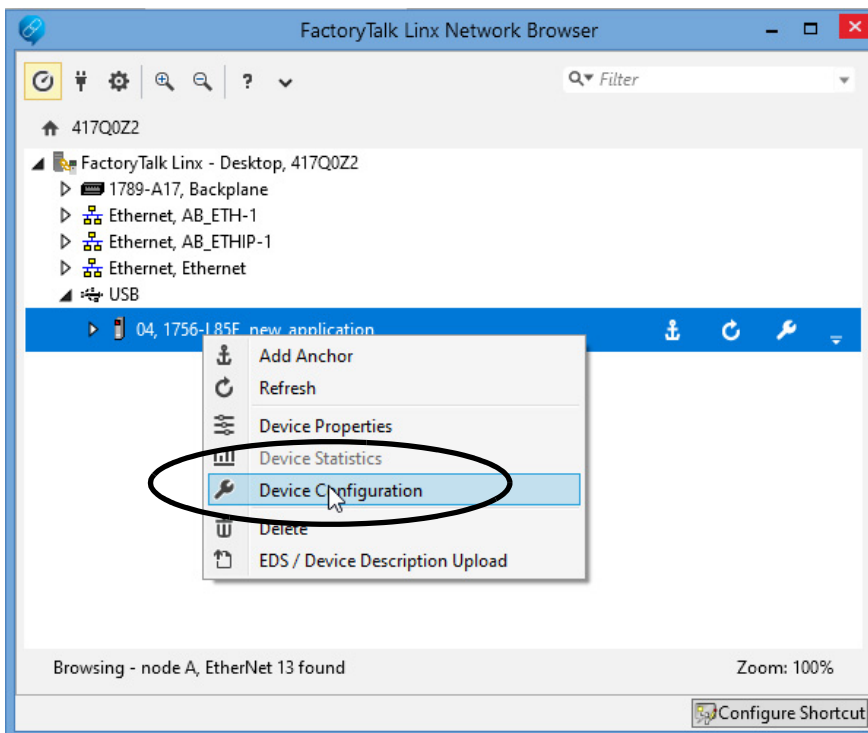 FactoryTalk Linx Network Browser
? Filter
417Q0Z2
FactoryTalk Linx - Desktop, 417Q0Z2
1789-A17, Backplane
Ethernet, AB_ETH-1
Ethernet, AB_ETHIP-1
Ethernet, Ethernet
USB
04, 1756-L85E, new_application
Add Anchor
Refresh
Device Properties
Device Statistics
Device Configuration
Delete
EDS / Device Description Upload
Browsing - node A, EtherNet 13 found Zoom: 100%
Configure Shortcut